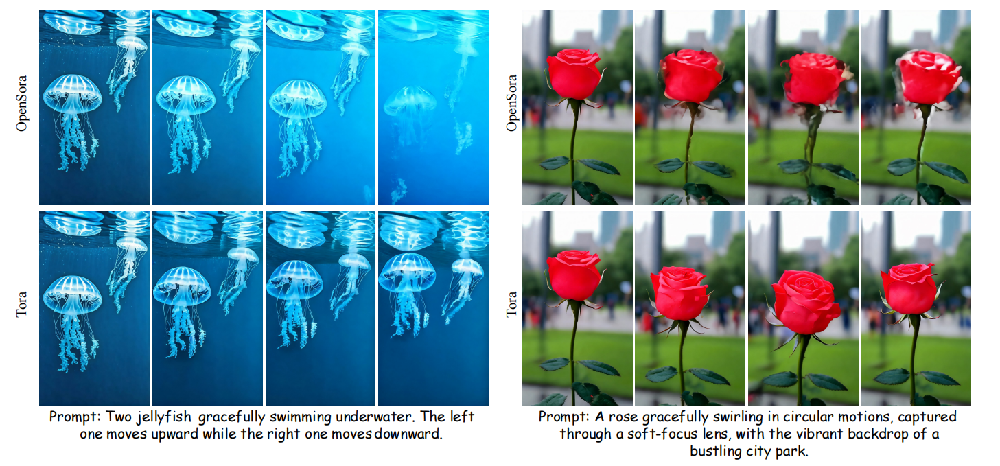 OpenSora
Tora
Prompt: Two jellyfish gracefully swimming underwater. The left
one moves upward while the right one moves downward.
OpenSora
Tora
Prompt: A rose gracefully swirling in circular motions, captured
through a soft-focus lens, with the vibrant backdrop of a
bustling city park.